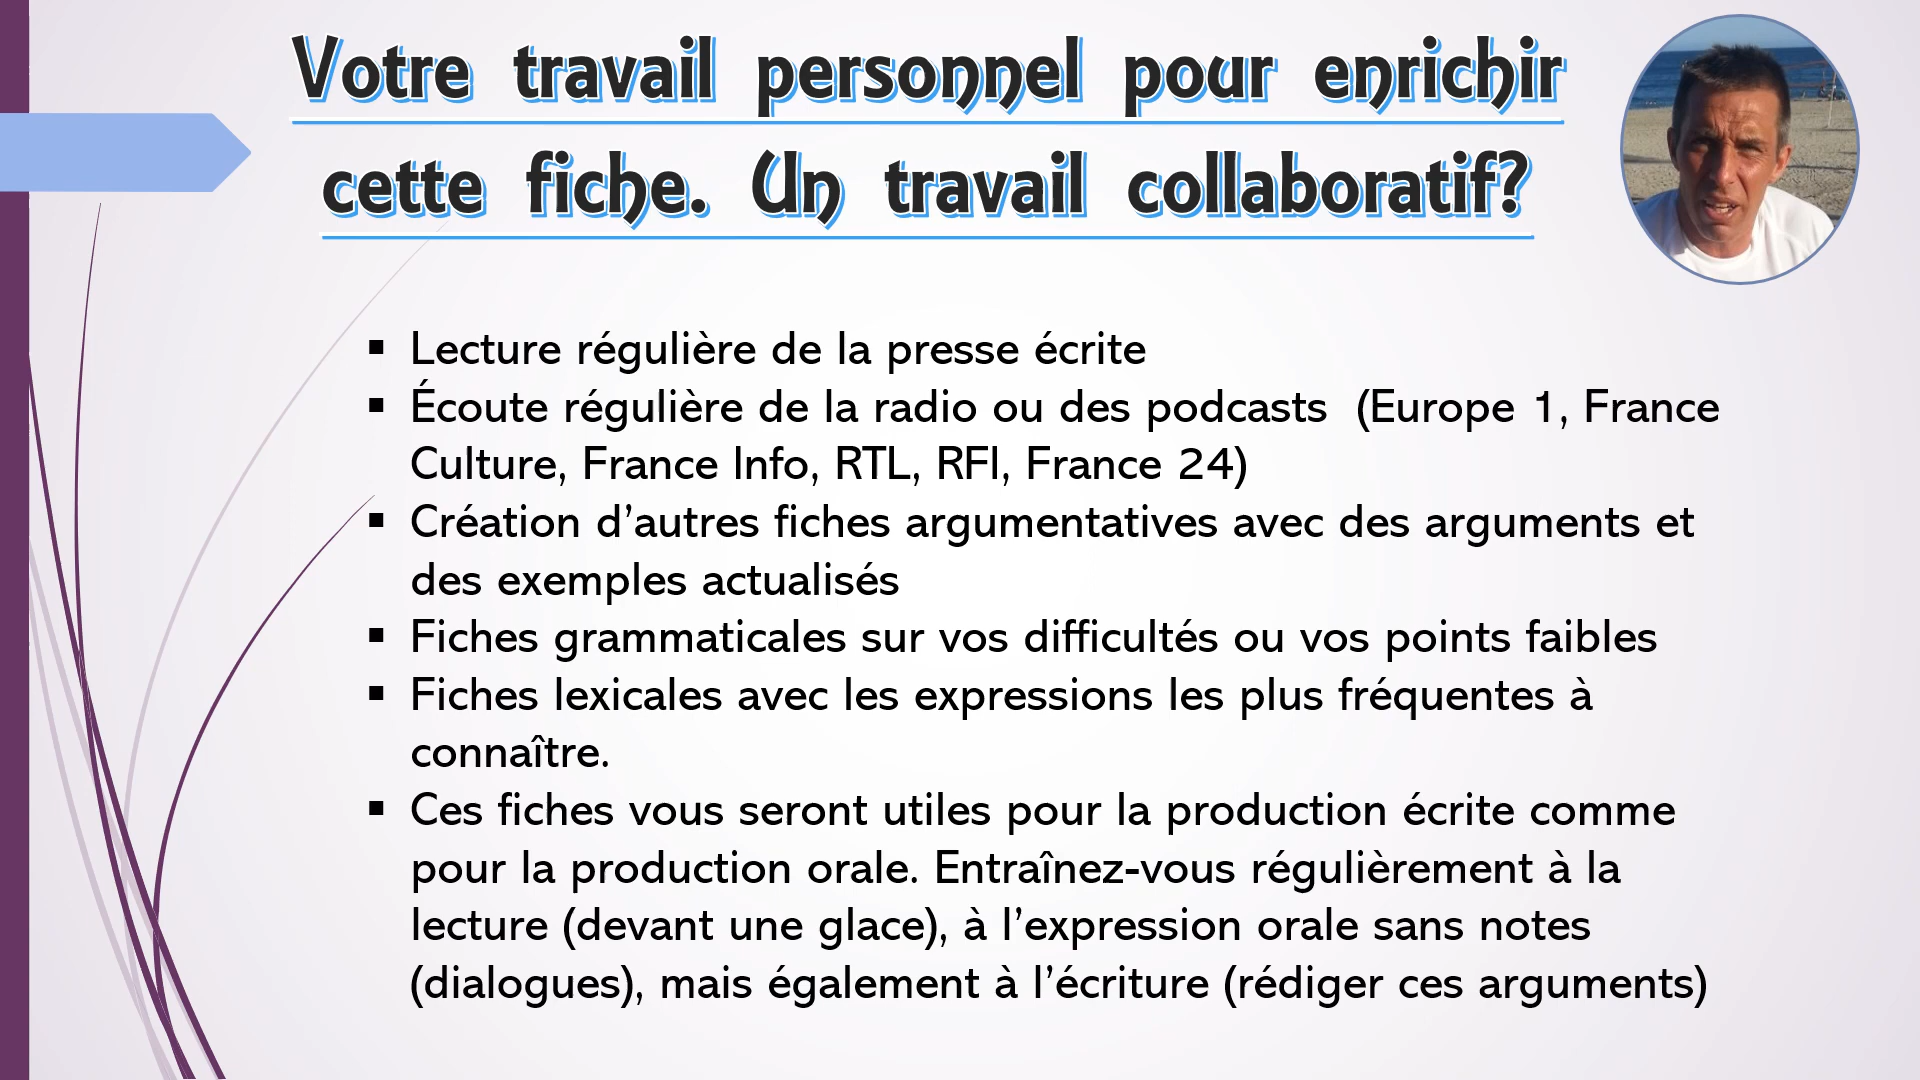 Votre travail personnel pour enrichir
cette fiche. Un travail collaboratif?
▪ Lecture régulière de la presse écrite
▪ Écoute régulière de la radio ou des podcasts  (Europe 1, France
Culture, France Info, RTL, RFI, France 24)
▪ Création d’autres fiches argumentatives avec des arguments et
des exemples actualisés
▪ Fiches grammaticales sur vos difficultés ou vos points faibles
▪ Fiches lexicales avec les expressions les plus fréquentes à
connaître.
▪ Ces fiches vous seront utiles pour la production écrite comme
pour la production orale. Entraînez-vous régulièrement à la
lecture (devant une glace), à l’expression orale sans notes
(dialogues), mais également à l’écriture (rédiger ces arguments)